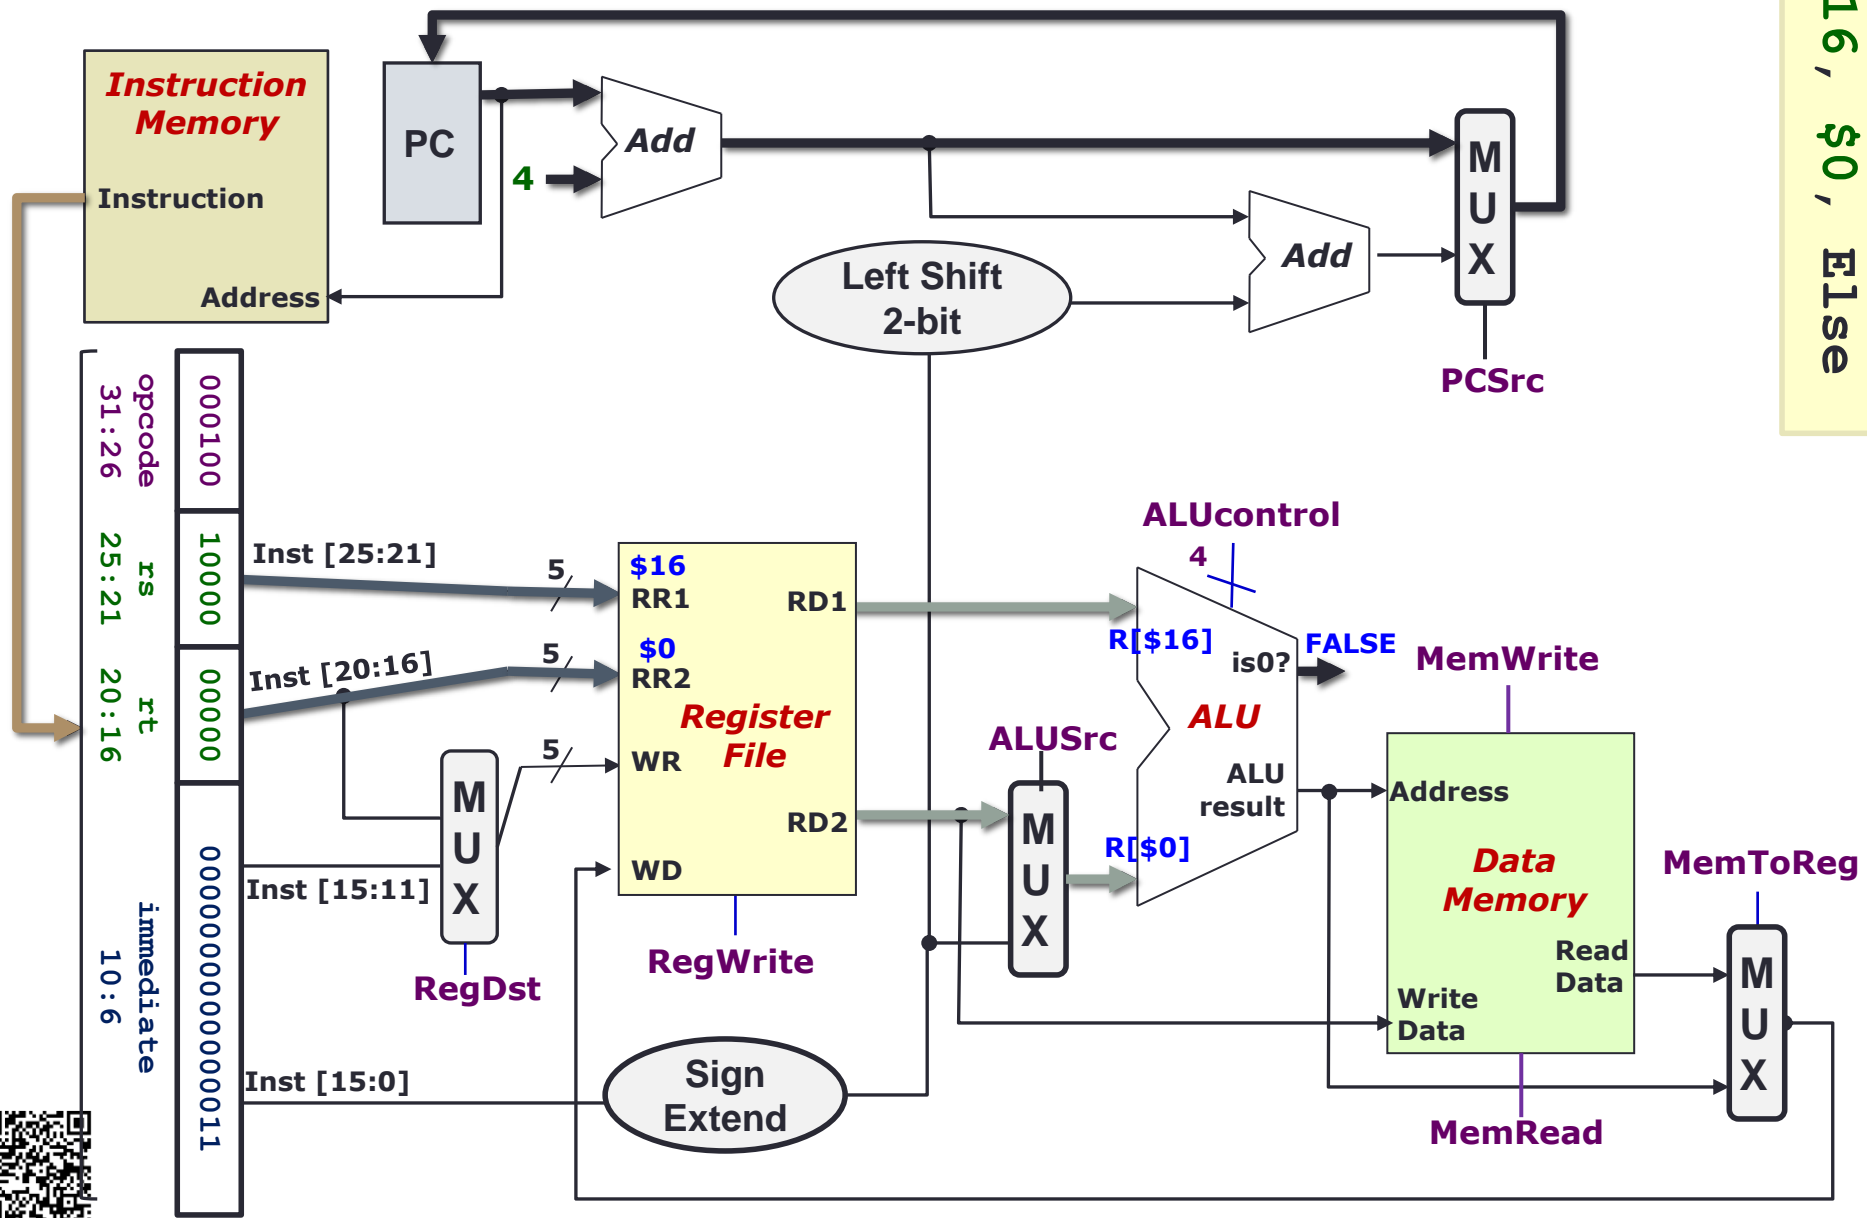 Instruction
Memory
Instruction
Address
PC
4
Add
Left Shift
2-bit
Add
M
U
X
PCSrc
16, $0, Else
opcode
31:26
000100
rs
25:21
10000
rt
20:16
00000
immediate
10:6
0000000000000011
Inst [25:21]
5
Inst [20:16]
5
5
Inst [15:11]
Inst [15:0]
M
U
X
RegDst
$16
RR1
RD1
$0
RR2
Register
File
WR
RD2
WD
RegWrite
Sign
Extend
ALUSrc
M
U
X
ALUcontrol
4
R[$16]
is0?
FALSE
ALU
ALU
result
R[$0]
MemWrite
Address
Data
Memory
Read
Data
Write
Data
MemRead
MemToReg
M
U
X